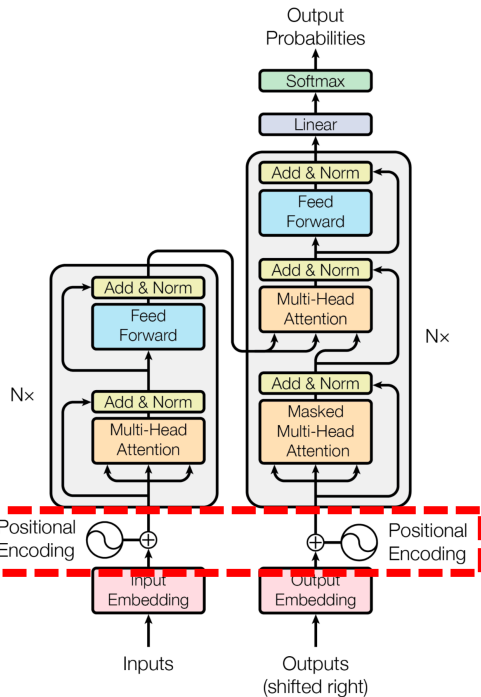 Output
Probabilities
Softmax
Linear
Add & Norm
Feed
Forward
Add & Norm
Multi-Head
Attention
Add & Norm
Masked
Multi-Head
Attention
Nx
Add & Norm
Feed
Forward
Add & Norm
Multi-Head
Attention
Nx
Positional
Encoding
Positional
Encoding
Input
Embedding
Output
Embedding
Inputs
Outputs
(shifted right)